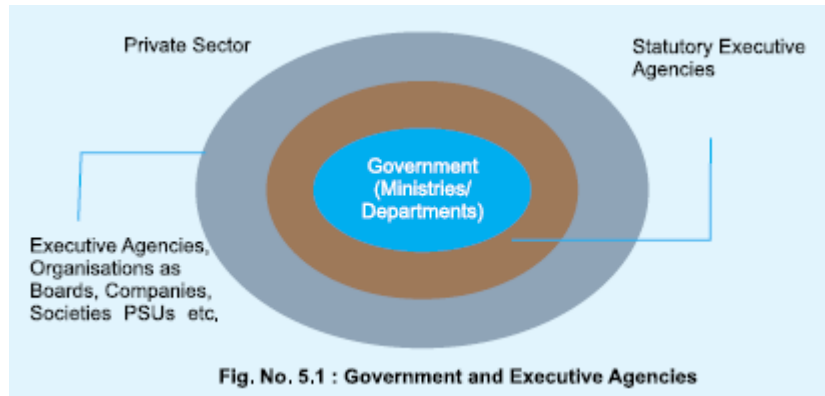 Private Sector
Statutory Executive
Agencies
Government
(Ministries/
Departments)
Executive Agencies,
Organisations as
Boards, Companies,
Societies PSUs etc.
Fig. No. 5.1 : Government and Executive Agencies